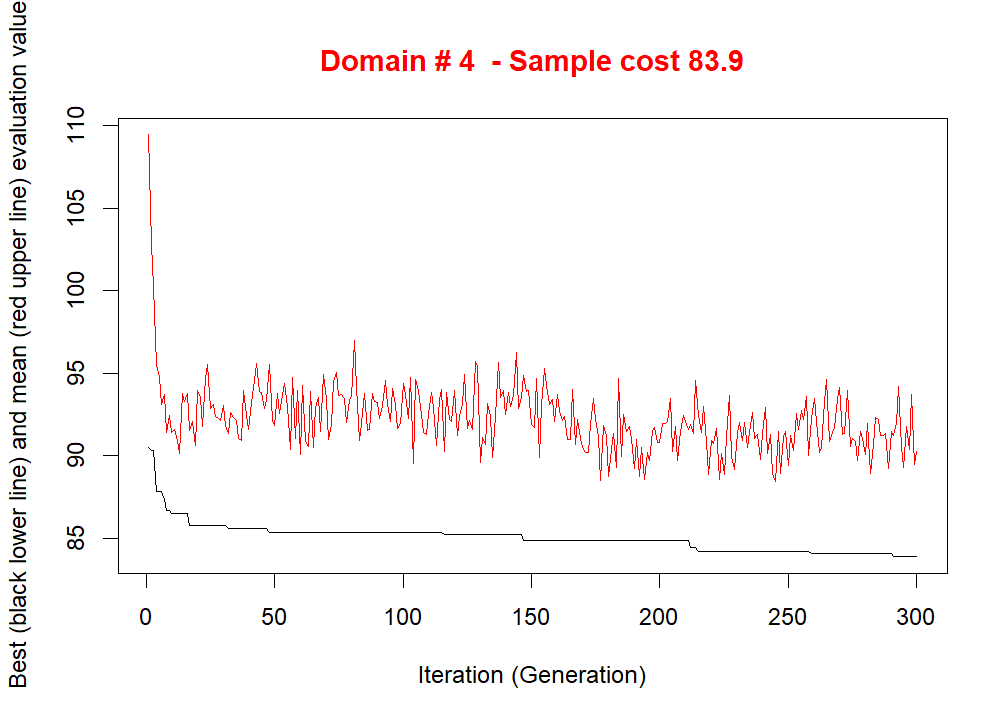 Domain # 4  - Sample cost 83.9
Best (black lower line) and mean (red upper line) evaluation value
110
105
100
95
90
85
0 50 100 150 200 250 300
Iteration (Generation)